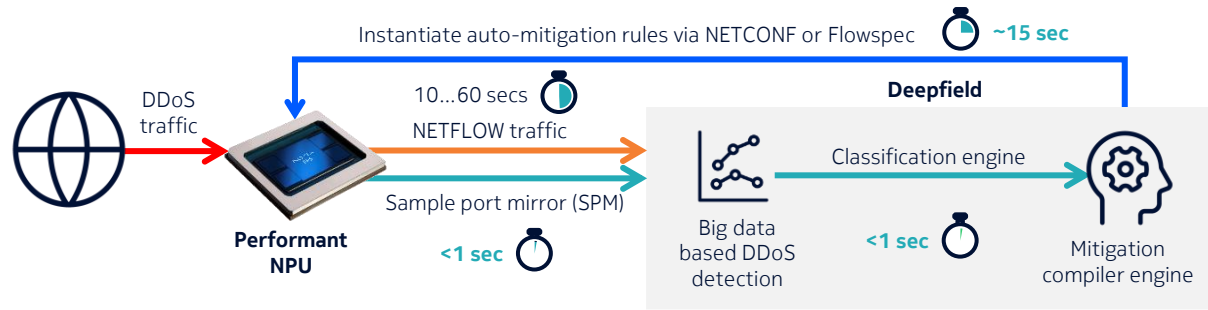 Instantiate auto-mitigation rules via NETCONF or Flowspec
~15 sec
Deepfield
DDoS
traffic
10...60 secs
NETFLOW traffic
Classification engine
Sample port mirror (SPM)
<1 sec
Performant
NPU
Big data
based DDoS
detection
<1 sec
Mitigation
compiler engine